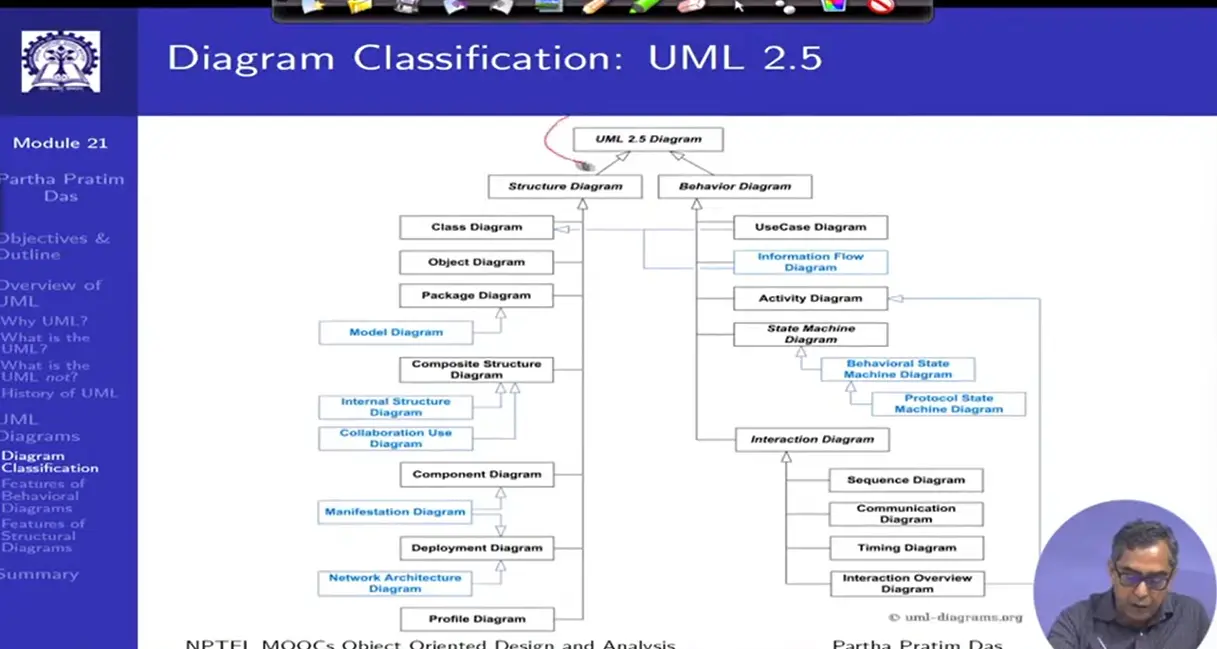 Diagram Classification: UML 2.5
Module 21
Partha Pratim
Das
Objectives &
Outline
Overview of
UML
Why UML?
What is the
UML?
What is the
UML not?
History of UML
UML
Diagrams
Diagram
Classification
Features of
Behavioral
Diagrams
Features of
Structural
Diagrams
Summary
UML 2.5 Diagram
Structure Diagram
Behavior Diagram
Class Diagram
Object Diagram
Package Diagram
Model Diagram
Composite Structure
Diagram
Internal Structure
Diagram
Collaboration Use
Diagram
Component Diagram
Manifestation Diagram
Deployment Diagram
Network Architecture
Diagram
Profile Diagram
UseCase Diagram
Information Flow
Diagram
Activity Diagram
State Machine
Diagram
Behavioral State
Machine Diagram
Protocol State
Machine Diagram
Interaction Diagram
Sequence Diagram
Communication
Diagram
Timing Diagram
Interaction Overview
Diagram
© uml-diagrams.org
NPTEL MOOCs Object Oriented Design and Analysis
Partha Pratim Das